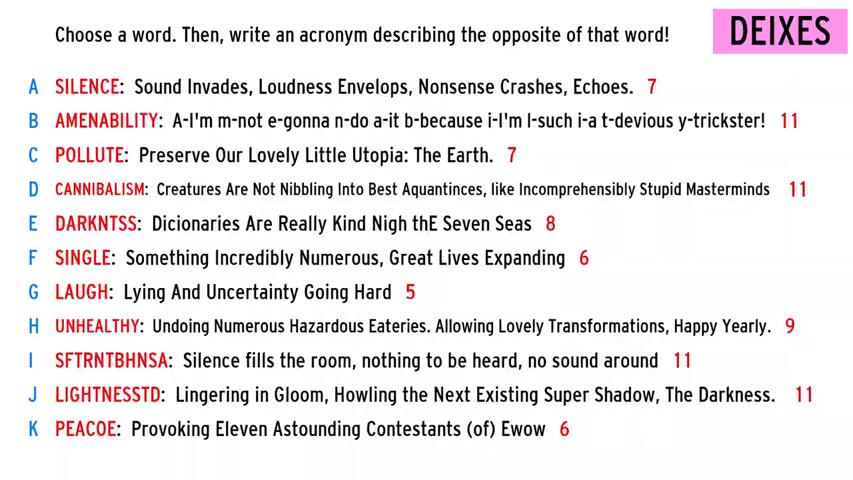 Choose a word. Then, write an acronym describing the opposite of that word!
DEIXES
A SILENCE: Sound Invades, Loudness Envelops, Nonsense Crashes, Echoes. 7
B AMENABILITY: A-I'm m-not e-gonna n-do a-it b-because i-I'm l-such i-a t-devious y-trickster! 11
C POLLUTE: Preserve Our Lovely Little Utopia: The Earth. 7
D CANNIBALISM: Creatures Are Not Nibbling Into Best Aquantinces, like Incomprehensibly Stupid Masterminds 11
E DARKNTSS: Dicionaries Are Really Kind Nigh thE Seven Seas 8
F SINGLE: Something Incredibly Numerous, Great Lives Expanding 6
G LAUGH: Lying And Uncertainty Going Hard 5
H UNHEALTHY: Undoing Numerous Hazardous Eateries. Allowing Lovely Transformations, Happy Yearly. 9
I SFTRNTBHNSA: Silence fills the room, nothing to be heard, no sound around 11
J LIGHTNESSTD: Lingering in Gloom, Howling the Next Existing Super Shadow, The Darkness. 11
K PEACOE: Provoking Eleven Astounding Contestants (of) Ewow 6